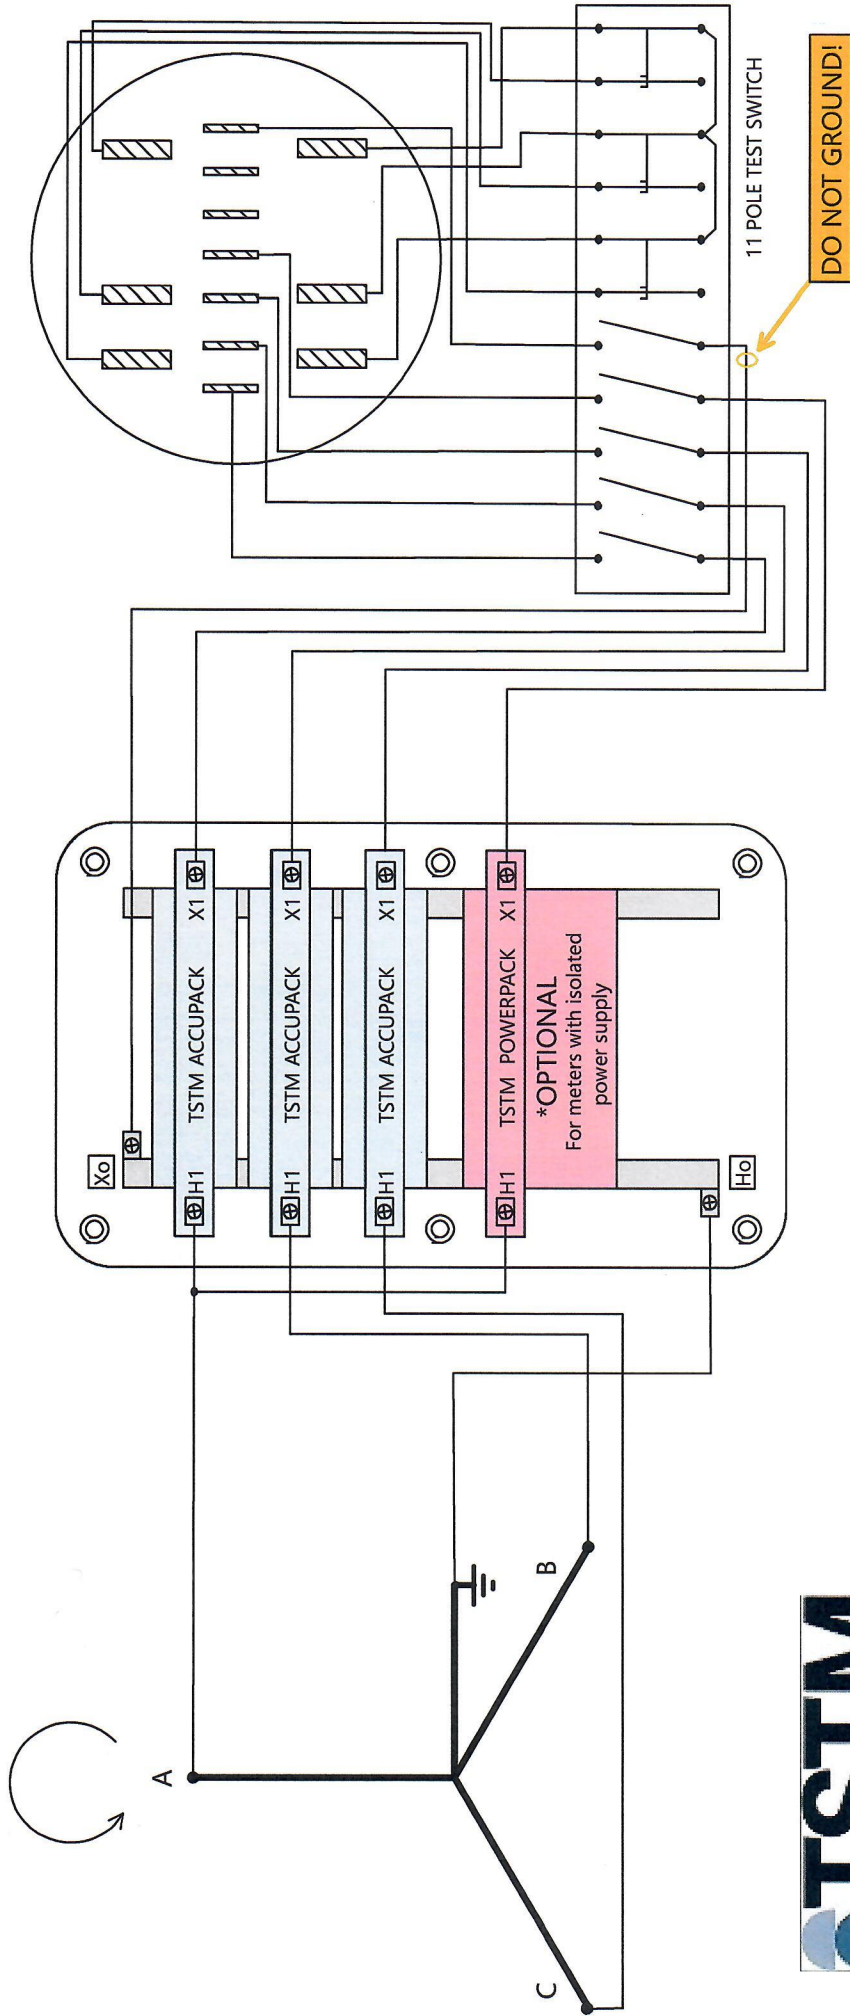 A
B
C
Xo
H1
TSTM ACCUPACK
X1
H1
TSTM ACCUPACK
X1
H1
TSTM ACCUPACK
X1
H1
TSTM POWERPACK
X1
*OPTIONAL
For meters with isolated
power supply
Ho
11 POLE TEST SWITCH
DO NOT GROUND!
TSTM